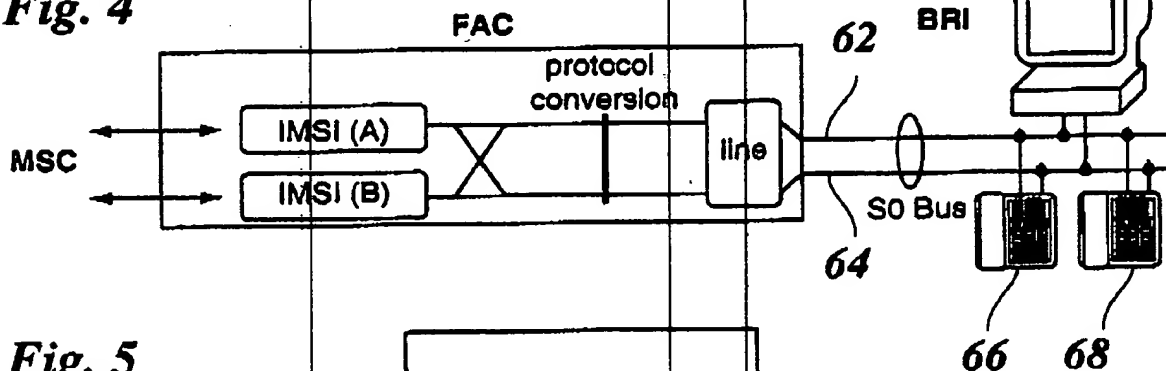 Fig. 4
FAC
BRI
62
protocol
conversion
IMSI (A)
line
MSC
IMSI (B)
S0 Bus
64
66
68
Fig. 5